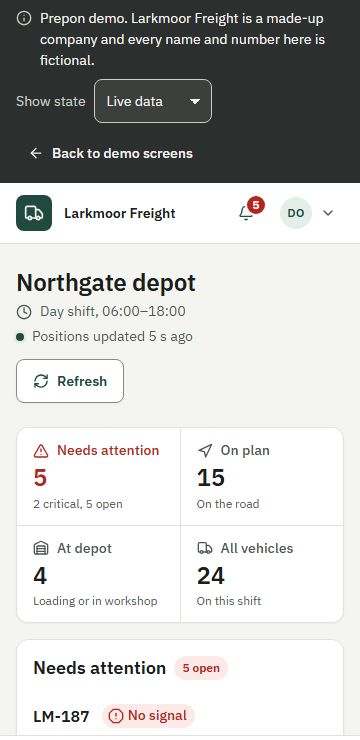 Prepon demo. Larkmoor Freight is a made-up
company and every name and number here is
fictional.
Show state
Live data
Back to demo screens
Larkmoor Freight
5
DO
Northgate depot
Day shift, 06:00–18:00
Positions updated 5 s ago
Refresh
Needs attention
5
2 critical, 5 open
On plan
15
On the road
At depot
4
Loading or in workshop
All vehicles
24
On this shift
Needs attention
5 open
LM-187
No signal